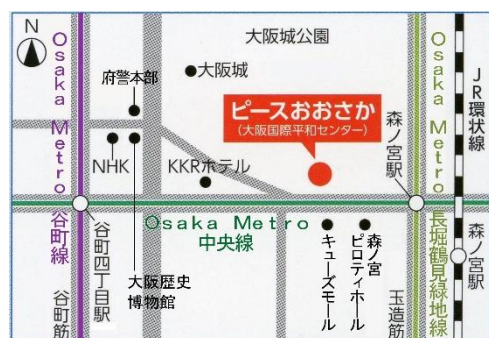 N
大阪城公園
大阪城
府警本部
ピースおおさか
(大阪国際平和センター)
NHK
KKRホテル
森ノ宮駅
Osaka Metro 谷町線
Osaka Metro 長堀鶴見緑地線
JR環状線
Osaka Metro
中央線
谷町四丁目駅
大阪歴史
博物館
キューズモール
森ノ宮
ピロティホール
森ノ宮駅
谷町筋
玉造筋